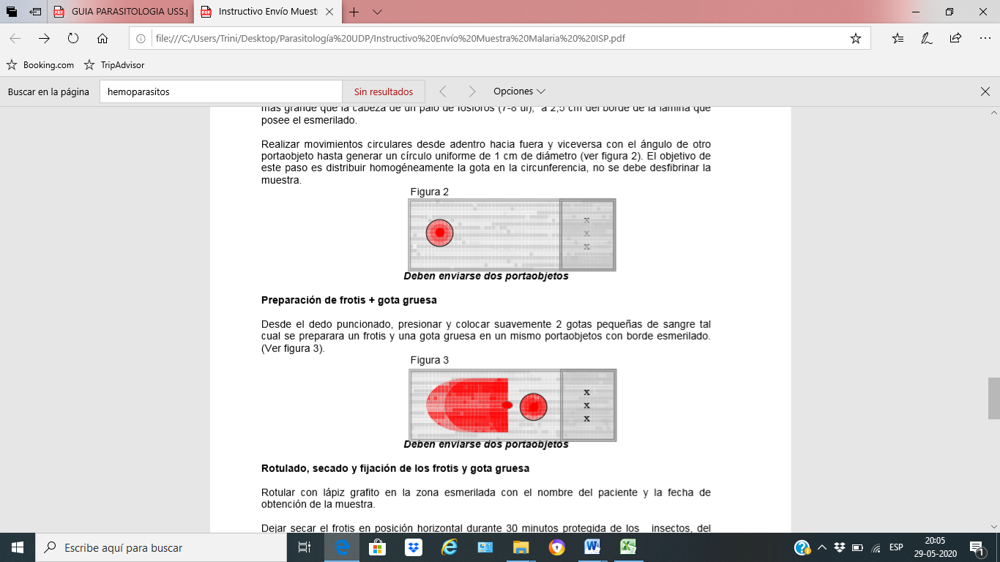 GUIA PARASITOLOGIA USS.p
Instructivo Envío Muestr
file:///C:/Users/Trini/Desktop/Parasitología%20UDP/Instructivo%20Envío%20Muestra%20Malaria%20%20ISP.pdf
Booking.com
TripAdvisor
Buscar en la página
hemoparasitos
Sin resultados
Opciones
más grande que la cabeza de un palo de fósforos (7-8 ul), a 2,5 cm del borde de la lámina que
posee el esmerilado.
Realizar movimientos circulares desde adentro hacia fuera y viceversa con el ángulo de otro
portaobjeto hasta generar un círculo uniforme de 1 cm de diámetro (ver figura 2). El objetivo de
este paso es distribuir homogéneamente la gota en la circunferencia, no se debe desfibrinar la
muestra.
Figura 2
x
x
x
Deben enviarse dos portaobjetos
Preparación de frotis + gota gruesa
Desde el dedo puncionado, presionar y colocar suavemente 2 gotas pequeñas de sangre tal
cual se preparara un frotis y una gota gruesa en un mismo portaobjetos con borde esmerilado.
(Ver figura 3).
Figura 3
x
x
x
Deben enviarse dos portaobjetos
Rotulado, secado y fijación de los frotis y gota gruesa
Rotular con lápiz grafito en la zona esmerilada con el nombre del paciente y la fecha de
obtención de la muestra.
Dejar secar el frotis en posición horizontal durante 30 minutos protegida de los insectos, del
Escribe aquí para buscar
ESP
20:05
29-05-2020
1